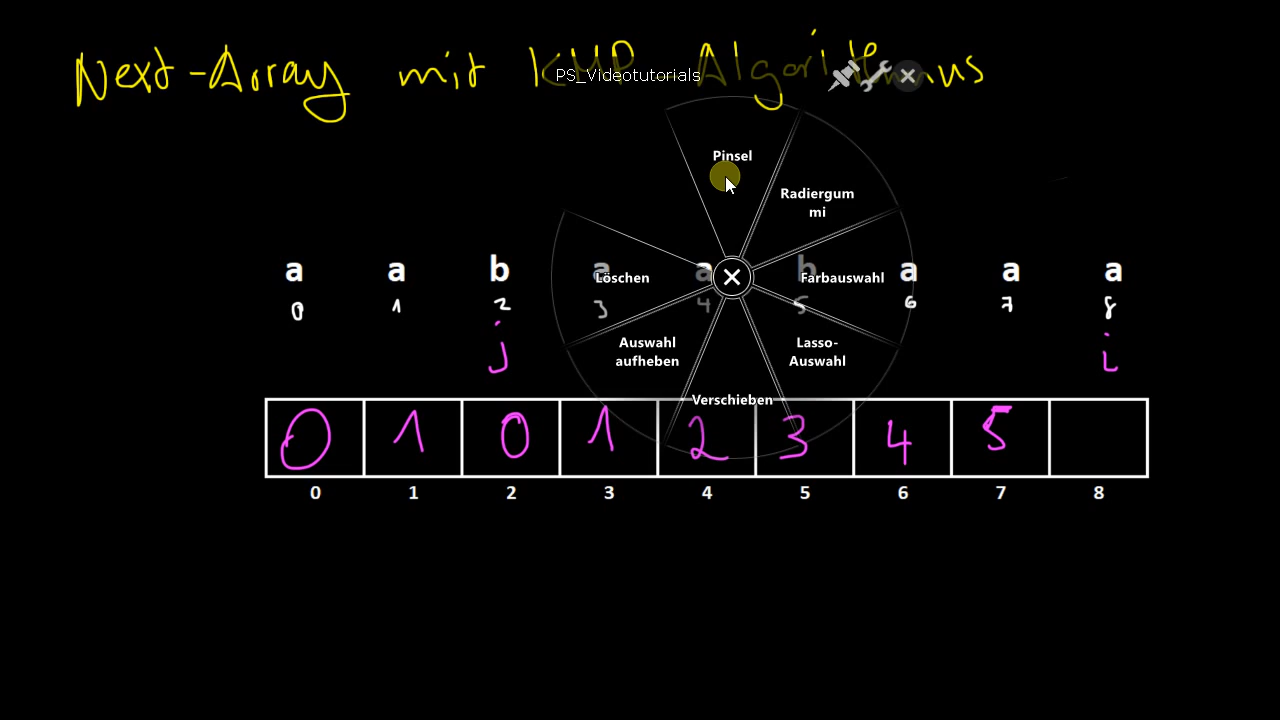 Next-Array mit KMP Algorithmus
PS_Videotutorials
Pinsel
Radiergum
mi
a a b a a b a a a
Löschen Farbauswahl
0 1 2 3 4 5 6 7 8
j i
Auswahl
aufheben
Lasso-
Auswahl
Verschieben
0 1 0 1 2 3 4 5
0 1 2 3 4 5 6 7 8